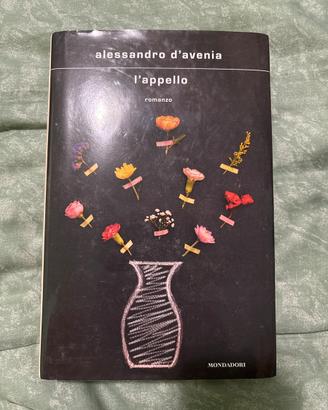 alessandro d'avenia
l'appello
romanzo
MONDADORI